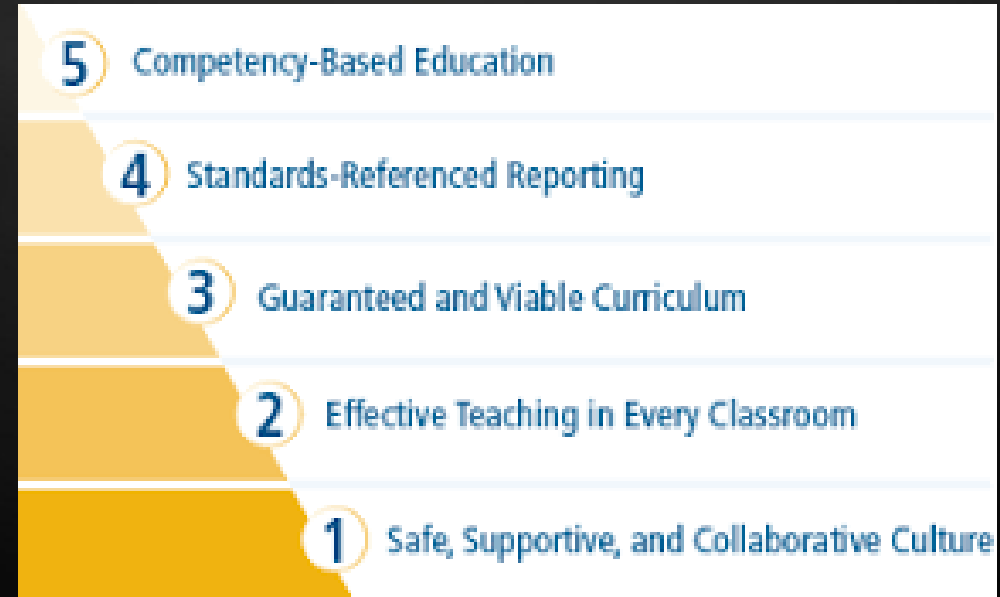 5 Competency-Based Education
4 Standards-Referenced Reporting
3 Guaranteed and Viable Curriculum
2 Effective Teaching in Every Classroom
1 Safe, Supportive, and Collaborative Culture